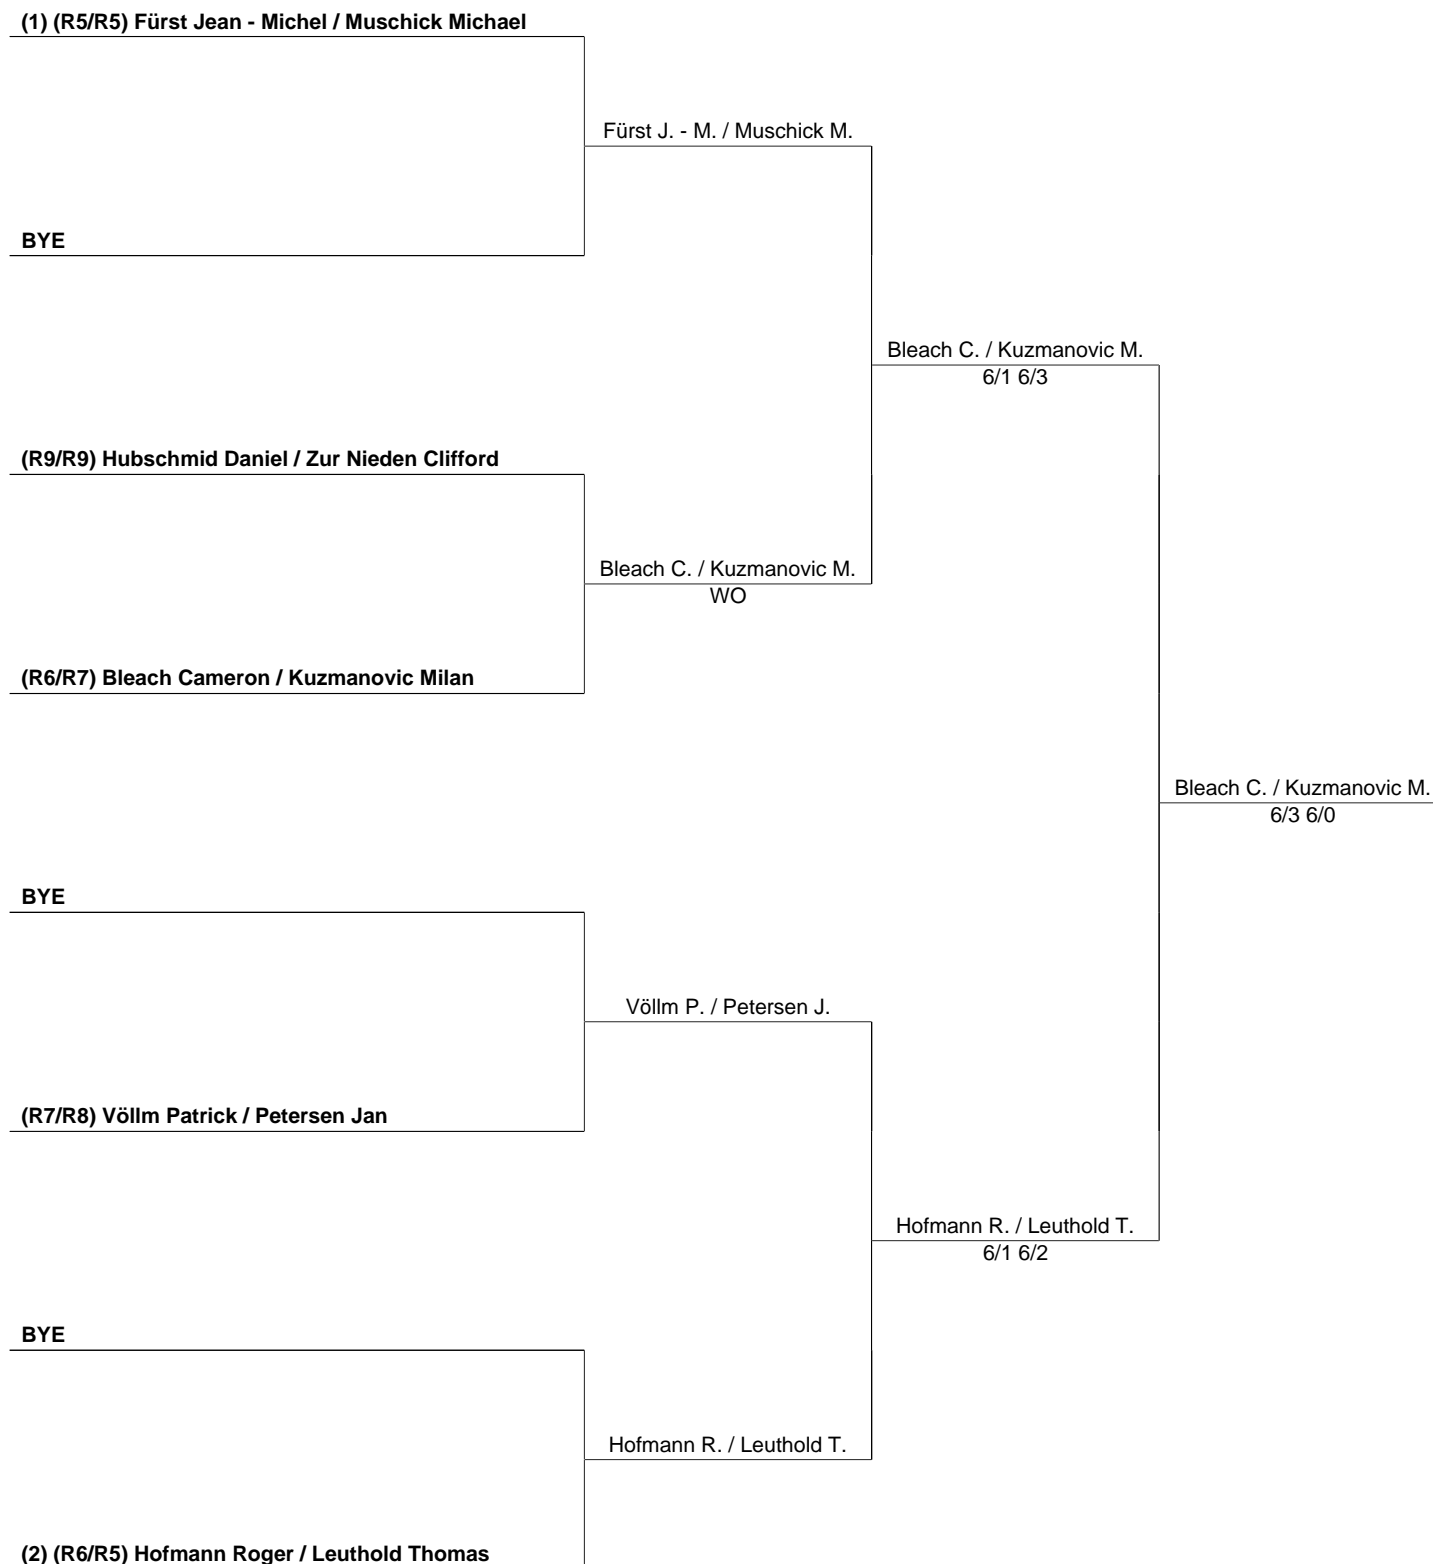 (1) (R5/R5) Fürst Jean - Michel / Muschick Michael
Fürst J. - M. / Muschick M.
BYE
Bleach C. / Kuzmanovic M.
6/1 6/3
(R9/R9) Hubschmid Daniel / Zur Nieden Clifford
Bleach C. / Kuzmanovic M.
WO
(R6/R7) Bleach Cameron / Kuzmanovic Milan
Bleach C. / Kuzmanovic M.
6/3 6/0
BYE
Völlm P. / Petersen J.
(R7/R8) Völlm Patrick / Petersen Jan
Hofmann R. / Leuthold T.
6/1 6/2
BYE
Hofmann R. / Leuthold T.
(2) (R6/R5) Hofmann Roger / Leuthold Thomas